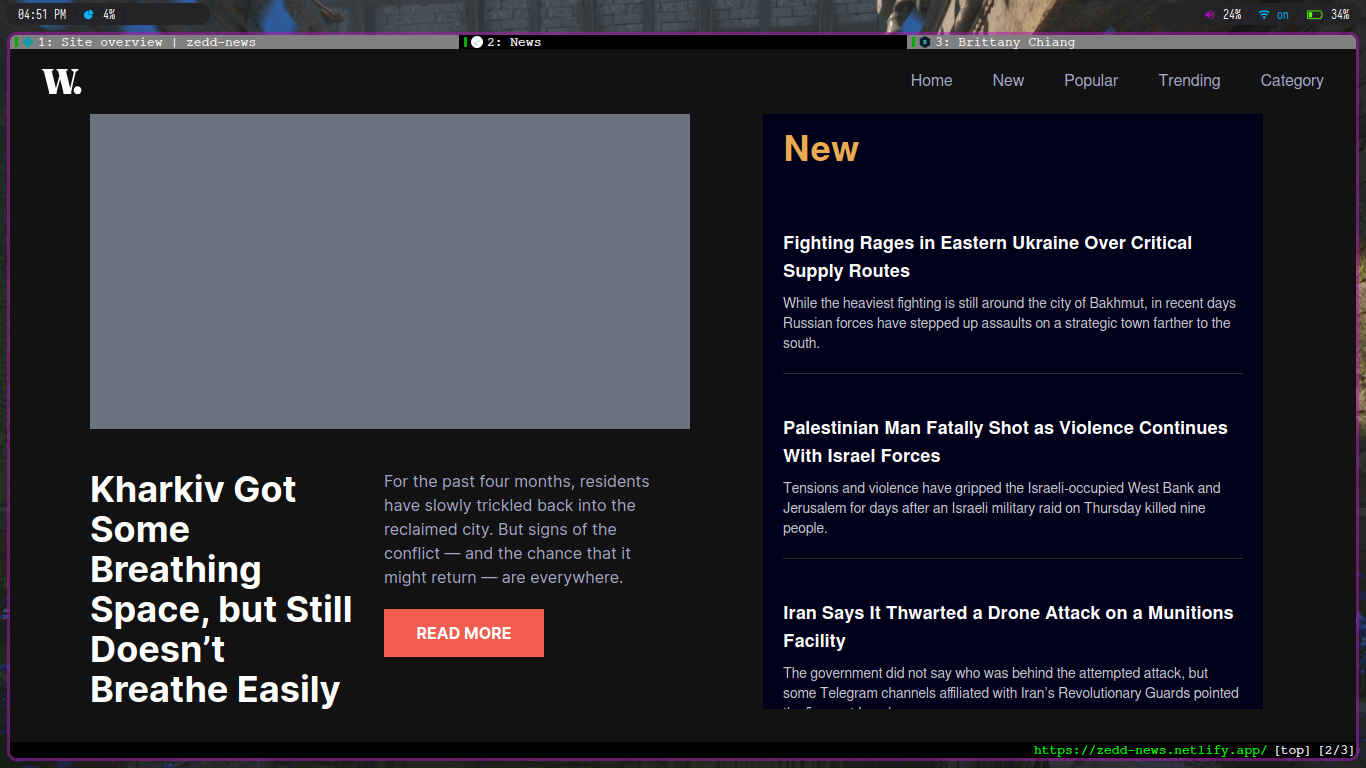 04:51 PM 4% 24% on 34%
1: Site overview | zedd-news 2: News 3: Brittany Chiang
W. Home New Popular Trending Category
New
Fighting Rages in Eastern Ukraine Over Critical
Supply Routes
While the heaviest fighting is still around the city of Bakhmut, in recent days
Russian forces have stepped up assaults on a strategic town farther to the
south.
Palestinian Man Fatally Shot as Violence Continues
With Israel Forces
Tensions and violence have gripped the Israeli-occupied West Bank and
Jerusalem for days after an Israeli military raid on Thursday killed nine
people.
Iran Says It Thwarted a Drone Attack on a Munitions
Facility
The government did not say who was behind the attempted attack, but
some Telegram channels affiliated with Iran's Revolutionary Guards pointed
Kharkiv Got
Some
Breathing
Space, but Still
Doesn’t
Breathe Easily
For the past four months, residents
have slowly trickled back into the
reclaimed city. But signs of the
conflict — and the chance that it
might return — are everywhere.
READ MORE
https://zedd-news.netlify.app/ [top] [2/3]